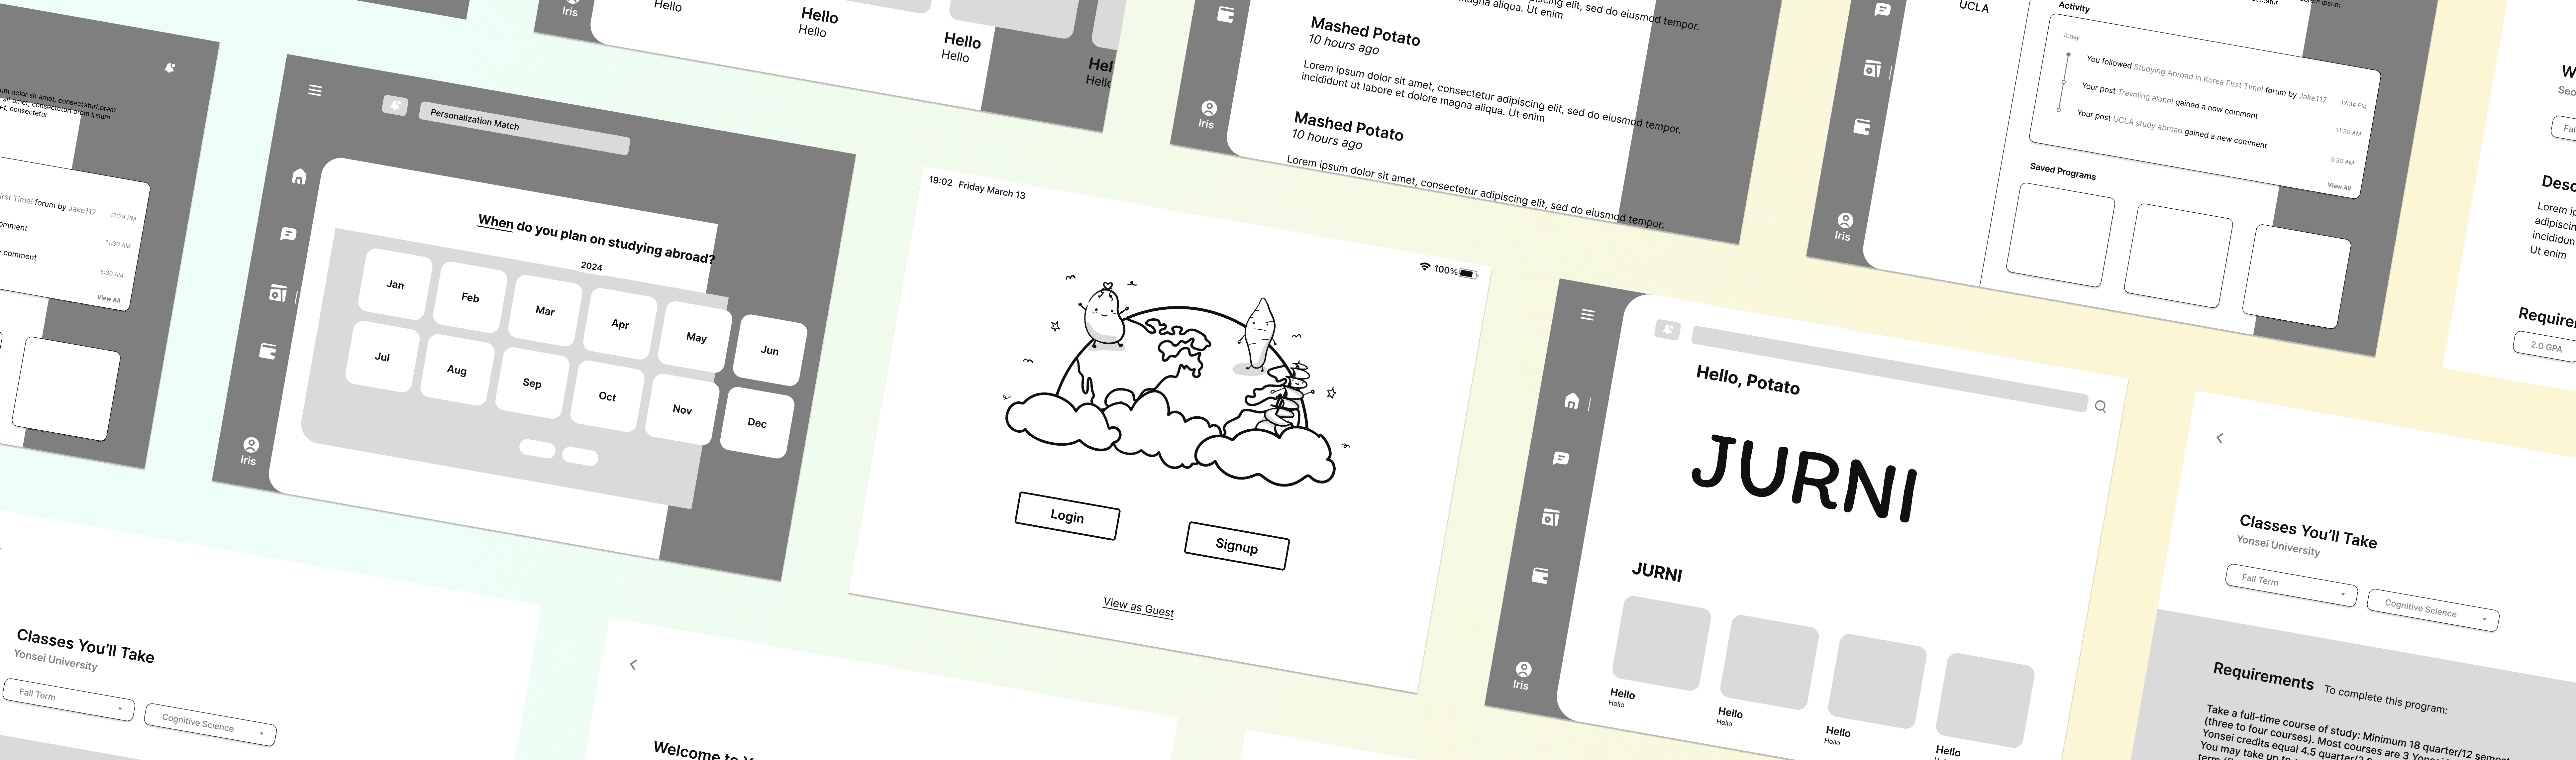 um dolor sit amet, consecteturLorem
sit amet, consecteturLorem ipsum
et, consectetur
irst Time! forum by Jake117
12:34 PM
omment
11:30 AM
comment
5:30 AM
View All
Classes You'll Take
Yonsei University
Fall Term
Cognitive Science
Personalization Match
When do you plan on studying abroad?
2024
Jan
Feb
Mar
Apr
May
Jun
Jul
Aug
Sep
Oct
Nov
Dec
Iris
Iris
Hello
Hello
Hello
Hello
Hello
Hel
Hello
Welcome to Y
19:02 Friday March 13
100%
Login
Signup
View as Guest
Iris
adipiscing elit, sed do eiusmod tempor.
magna aliqua. Ut enim
Mashed Potato
10 hours ago
Lorem ipsum dolor sit amet, consectetur adipiscing elit, sed do eiusmod tempor.
incididunt ut labore et dolore magna aliqua. Ut enim
Mashed Potato
10 hours ago
Lorem ipsum dolor sit amet, consectetur adipiscing elit, sed do eiusmod tempor.
Hello, Potato
JURNI
JURNI
Hello
Hello
Hello
Hello
Hello
Hello
Hello
Iris
UCLA
Iris
Activity
Today
You followed Studying Abroad in Korea First Time! forum by Jake117
12:34 PM
Your post Traveling alone! gained a new comment
11:30 AM
Your post UCLA study abroad gained a new comment
5:30 AM
View All
Saved Programs
W
Seo
Fal
Desc
Lorem ip
adipiscin
incididun
Ut enim
Requirem
2.0 GPA
Classes You'll Take
Yonsei University
Fall Term
Cognitive Science
Requirements To complete this program:
Take a full-time course of study: Minimum 18 quarter/12 semest
(three to four courses). Most courses are 3 Yonsei
Yonsei credits equal 4.5 quarter/
You may take up to